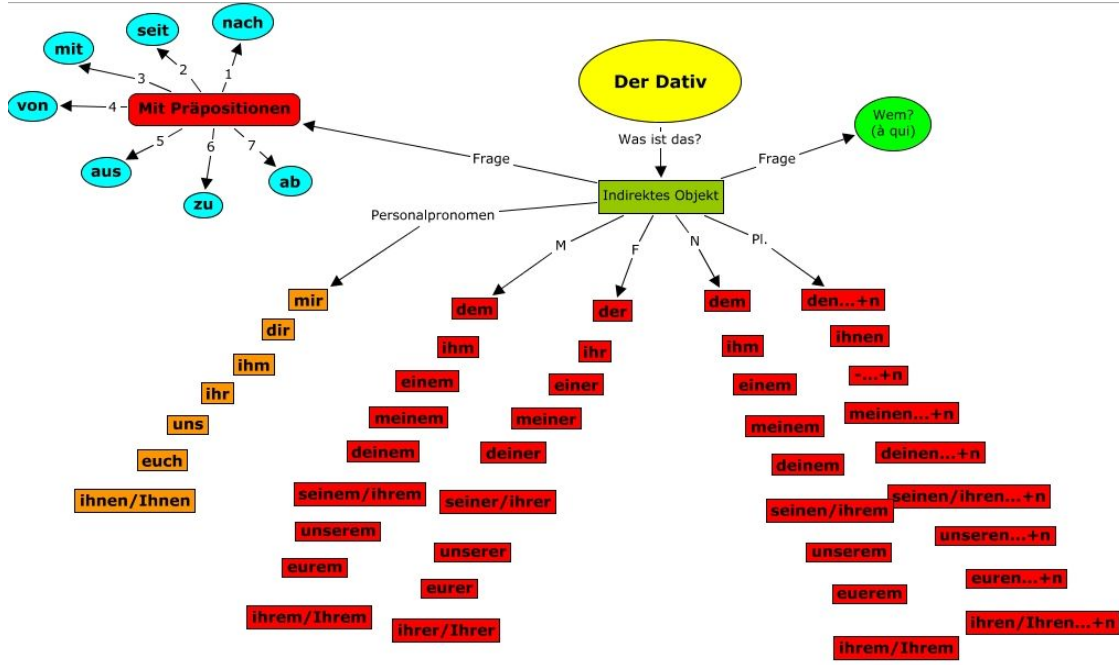 nach
seit
mit
3
2
1
von
4
Mit Präpositionen
5
6
7
aus
zu
ab
Der Dativ
Was ist das?
Wem?
(à qui)
Frage
Frage
Indirektes Objekt
Personalpronomen
M
F
N
Pl.
mir
dir
ihm
ihr
uns
euch
ihnen/Ihnen
dem
ihm
einem
meinem
deinem
seinem/ihrem
unserem
eurem
ihrem/Ihrem
der
ihr
einer
meiner
deiner
seiner/ihrer
unserer
eurer
ihrer/Ihrer
dem
ihm
einem
meinem
deinem
seinen/ihrem
unserem
euerem
ihrem/Ihrem
den...+n
ihnen
-...+n
meinen...+n
deinen...+n
seinen/ihren...+n
unseren...+n
euren...+n
ihren/Ihren...+n